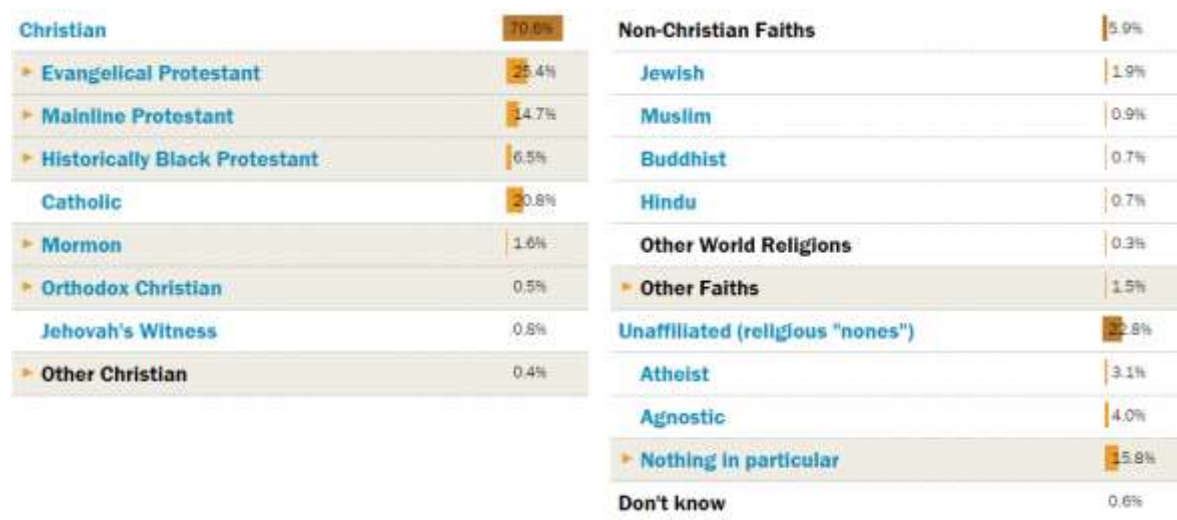 Christian 70.6%
Evangelical Protestant 25.4%
Mainline Protestant 14.7%
Historically Black Protestant 6.5%
Catholic 20.8%
Mormon 1.6%
Orthodox Christian 0.5%
Jehovah's Witness 0.8%
Other Christian 0.4%
Non-Christian Faiths 5.9%
Jewish 1.9%
Muslim 0.9%
Buddhist 0.7%
Hindu 0.7%
Other World Religions 0.3%
Other Faiths 1.5%
Unaffiliated (religious "nones") 22.8%
Atheist 3.1%
Agnostic 4.0%
Nothing in particular 15.8%
Don't know 0.6%